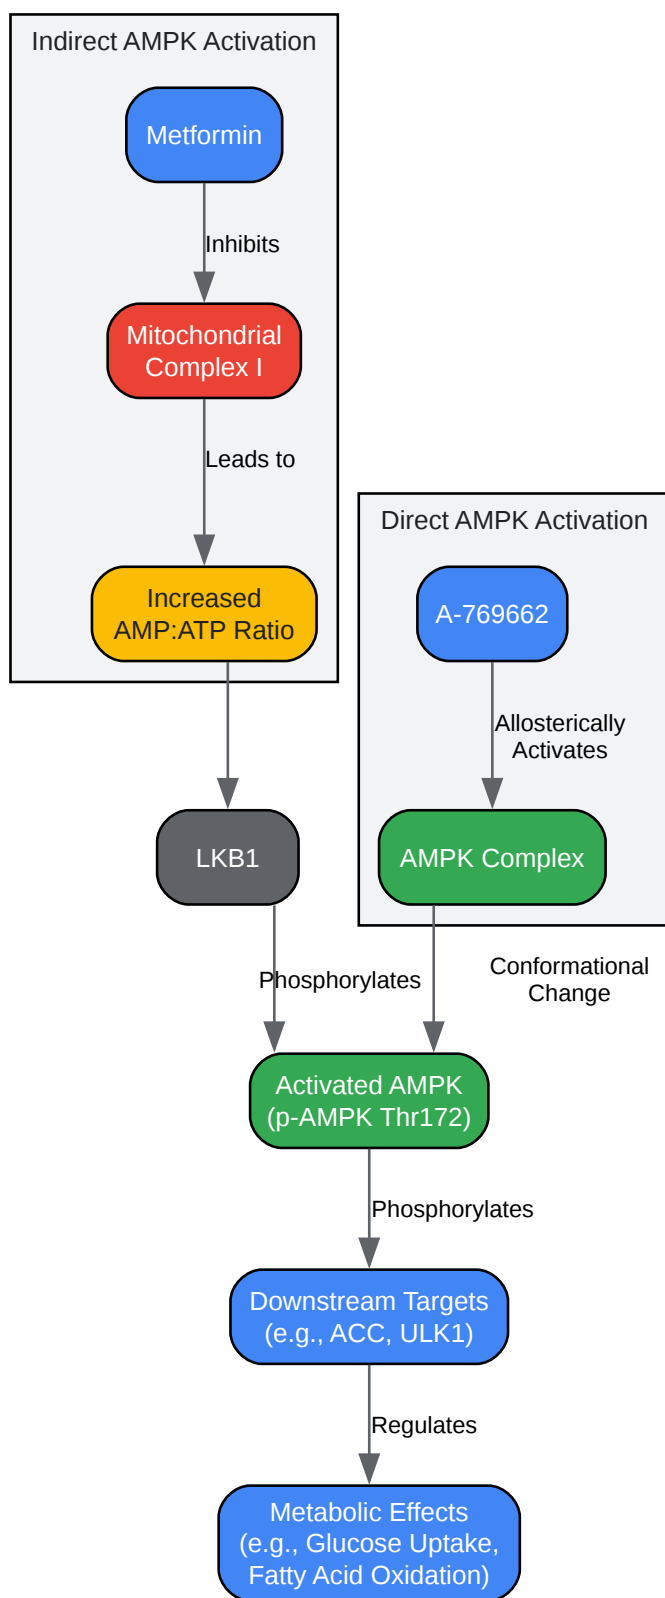 Indirect AMPK Activation
Metformin
Inhibits
Mitochondrial
Complex I
Leads to
Increased
AMP:ATP Ratio
Direct AMPK Activation
A-769662
Allosterically
Activates
LKB1
AMPK Complex
Phosphorylates
Conformational
Change
Activated AMPK
(p-AMPK Thr172)
Phosphorylates
Downstream Targets
(e.g., ACC, ULK1)
Regulates
Metabolic Effects
(e.g., Glucose Uptake,
Fatty Acid Oxidation)